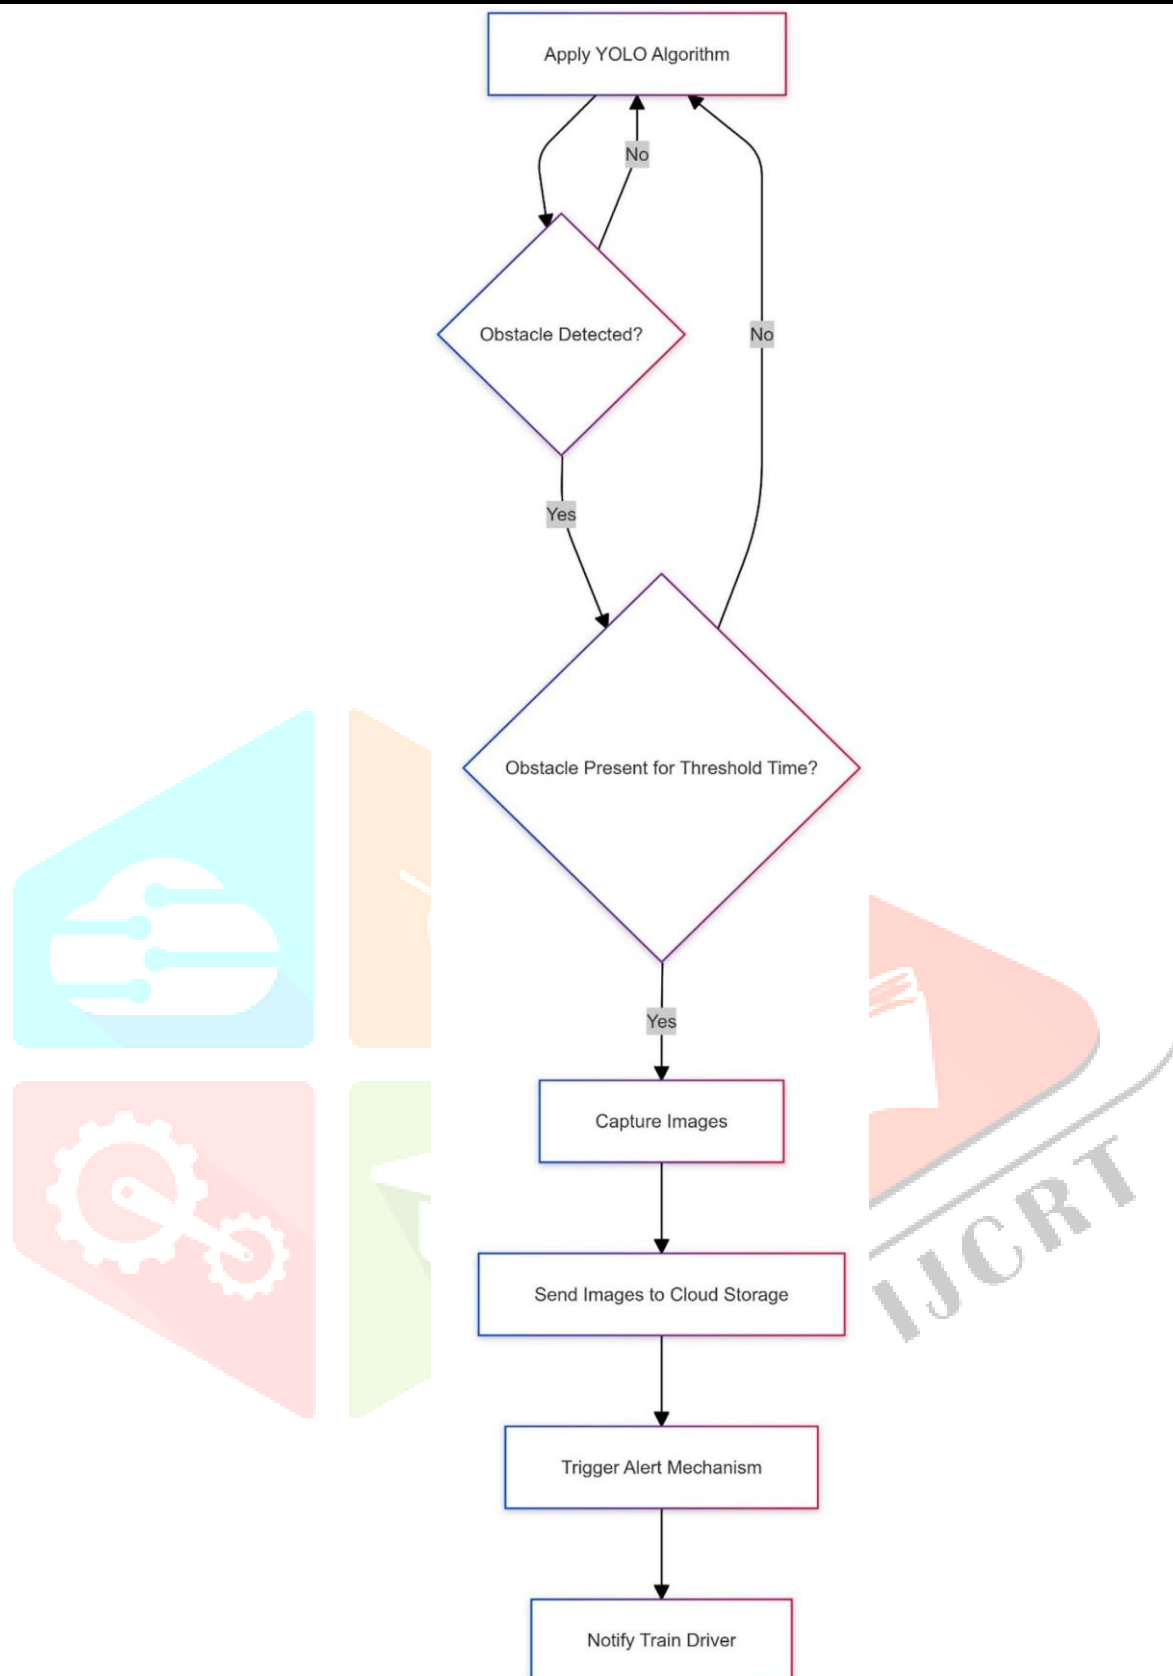 Apply YOLO Algorithm
No
Obstacle Detected?
No
Yes
Obstacle Present for Threshold Time?
Yes
Capture Images
Send Images to Cloud Storage
IJCRT
Trigger Alert Mechanism
Notify Train Driver